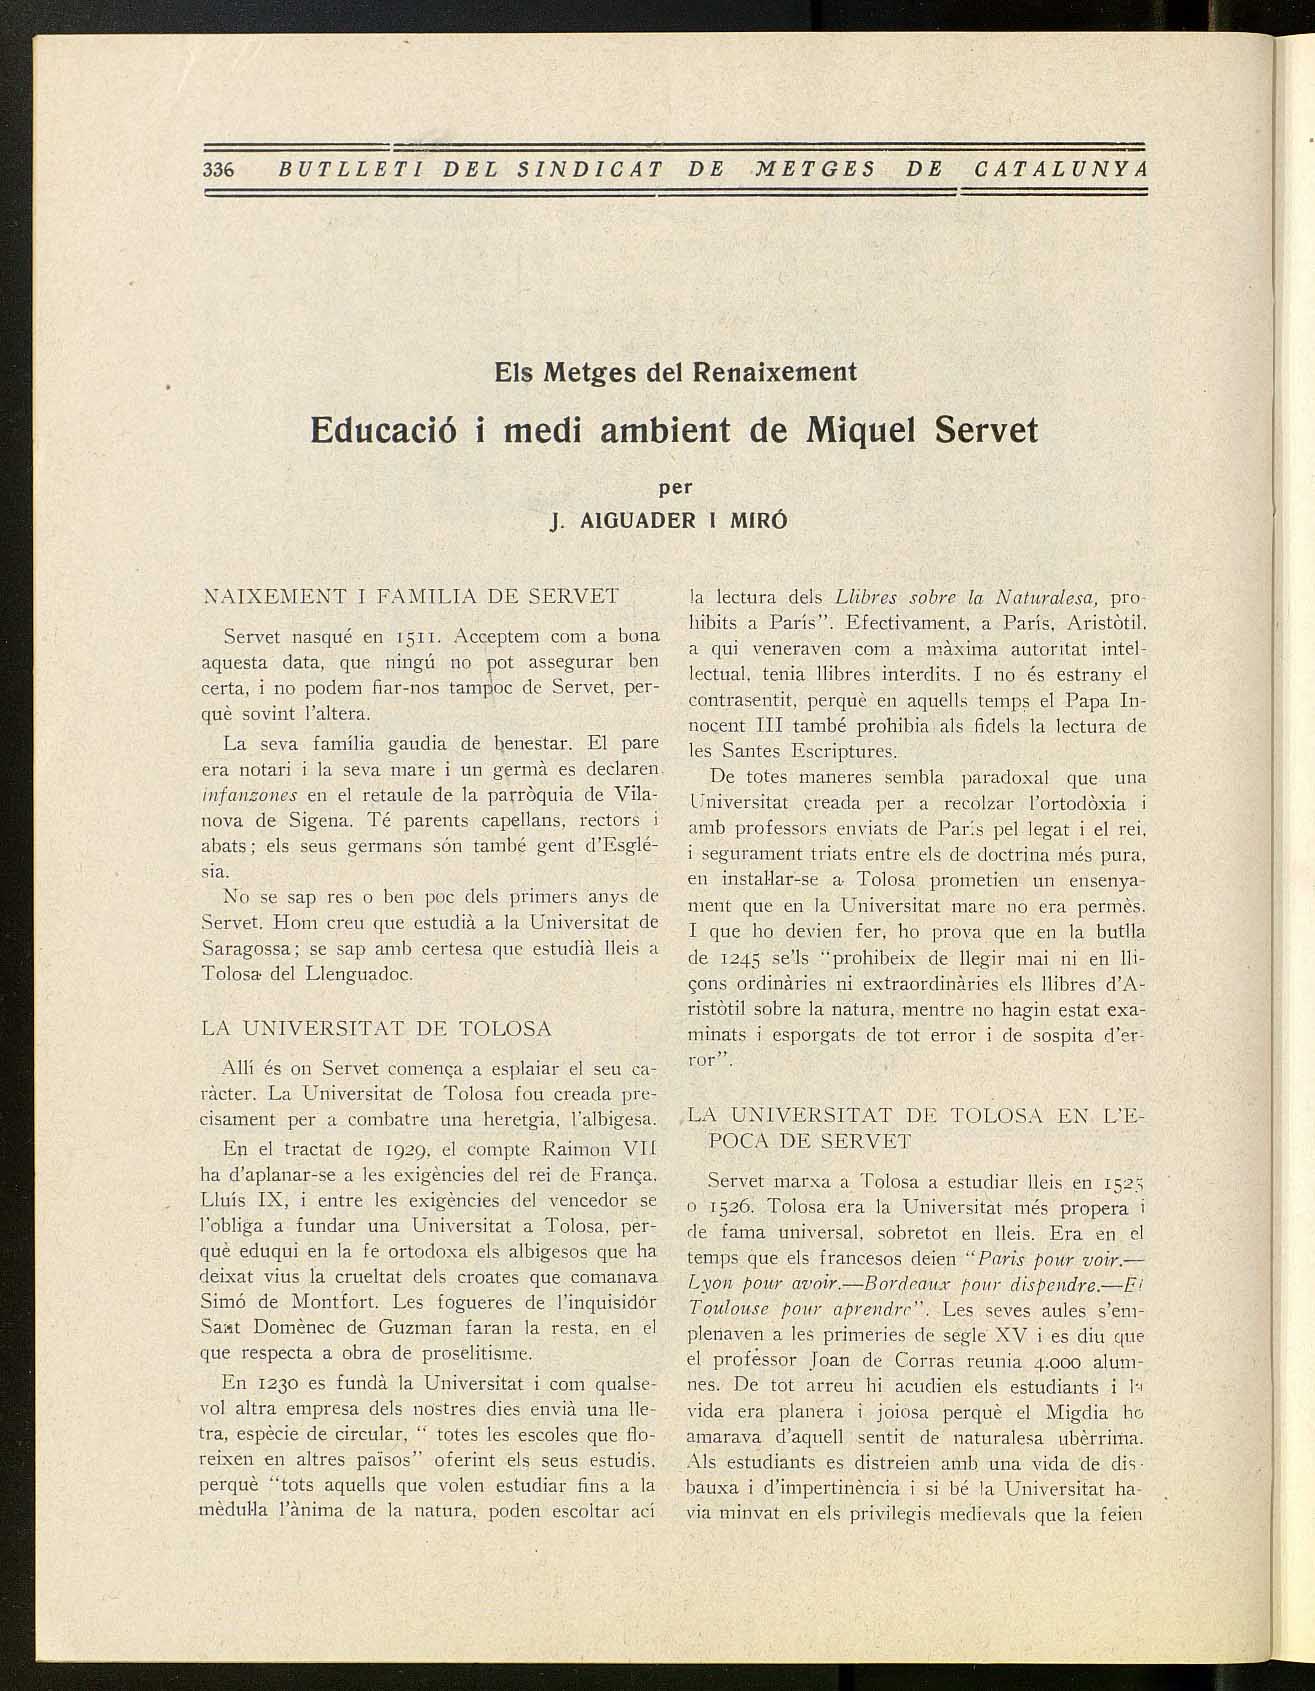 336 BUTLLETI DEL SINDICAT DE METGES DE CATALUNYA
Els Metges del Renaixement
Educació i medi ambient de Miquel Servet
per
J. AIGUADER I MIRÓ
NAIXEMENT I FAMILIA DE SERVET
Servet nasqué en 1511. Acceptem com a bona
aquesta data, que ningú no pot assegurar ben
certa, i no podem fiar-nos tampoc de Servet, per-
què sovint l'altera.
La seva família gaudia de benestar. El pare
era notari i la seva mare i un germà es declaren
infanzones en el retaule de la parròquia de Vila-
nova de Sigena. Té parents capellans, rectors i
abats; els seus germans són també gent d'Esglé-
sia.
No se sap res o ben poc dels primers anys de
Servet. Hom creu que estudià a la Universitat de
Saragossa; se sap amb certesa que estudià lleis a
Tolosa del Llenguadoc.
LA UNIVERSITAT DE TOLOSA
Allí és on Servet comença a esplaiar el seu ca-
ràcter. La Universitat de Tolosa fou creada pre-
cisament per a combatre una heretgia, l'albigesa.
En el tractat de 1929, el compte Raimon VII
ha d'aplanar-se a les exigències del rei de França,
Lluís IX, i entre les exigències del vencedor se
l'obliga a fundar una Universitat a Tolosa, per-
què eduqui en la fe ortodoxa els albigesos que ha
deixat vius la crueltat dels croates que comanava
Simó de Montfort. Les fogueres de l'inquisidór
Sant Domènec de Guzman faran la resta, en el
que respecta a obra de proselitisme.
En 1230 es fundà la Universitat i com qualse-
vol altra empresa dels nostres dies envià una lle-
tra, espècie de circular, " totes les escoles que flo-
reixen en altres països" oferint els seus estudis,
perquè "tots aquells que volen estudiar fins a la
mèdul·la l'ànima de la natura, poden escoltar ací
la lectura dels Llibres sobre la Naturalesa, pro-
hibits a París". Efectivament, a París, Aristòtil,
a qui veneraven com a màxima autoritat intel-
lectual, tenia llibres interdits. I no és estrany el
contrasentit, perquè en aquells temps el Papa In-
nocent III també prohibia als fidels la lectura de
les Santes Escriptures.
De totes maneres sembla paradoxal que una
Universitat creada per a recolzar l'ortodòxia i
amb professors enviats de París pel legat i el rei,
i segurament triats entre els de doctrina més pura,
en instal·lar-se a Tolosa prometien un ensenya-
ment que en la Universitat mare no era permès.
I que ho devien fer, ho prova que en la butlla
de 1245 se'ls "prohibeix de llegir mai ni en lli-
çons ordinàries ni extraordinàries els llibres d'A-
ristòtil sobre la natura, mentre no hagin estat exa-
minats i esporgats de tot error i de sospita d'er-
ror".
LA UNIVERSITAT DE TOLOSA EN L'E-
POCA DE SERVET
Servet marxa a Tolosa a estudiar lleis en 1525
o 1526. Tolosa era la Universitat més propera i
de fama universal, sobretot en lleis. Era en el
temps que els francesos deien "Paris pour voir.—
Lyon pour avoir.—Bordeaux pour dispendre.—Et
Toulouse pour aprendre". Les seves aules s'em-
plenaven a les primeries de segle XV i es diu que
el professor Joan de Corras reunia 4.000 alum-
nes. De tot arreu hi acudien els estudiants i la
vida era planera i joiosa perquè el Migdia ho
amarava d'aquell sentit de naturalesa ubèrrima.
Als estudiants es distreien amb una vida de dis-
bauxa i d'impertinència i si bé la Universitat ha-
via minvat en els privilegis medievals que la feien